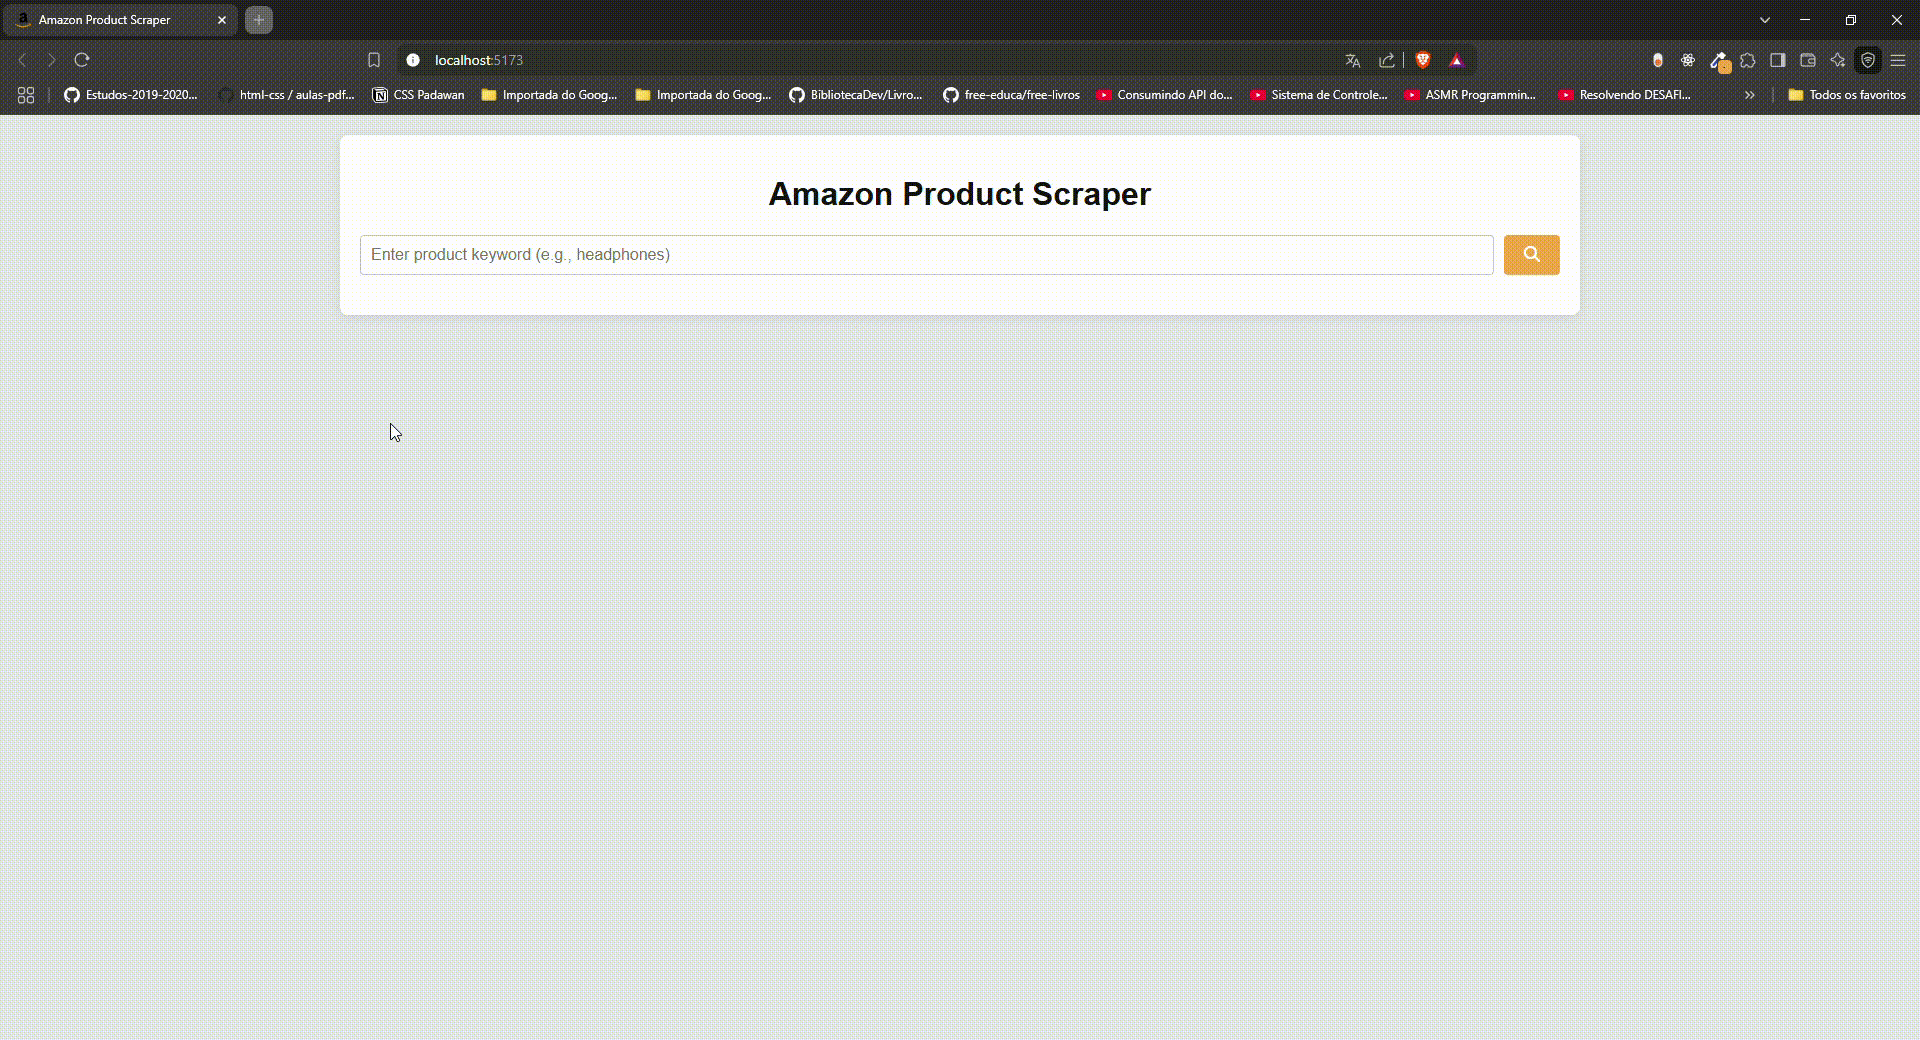 Amazon Product Scraper
localhost:5173
Estudos-2019-2020... html-css / aulas-pdf... CSS Padawan Importada do Goog... Importada do Goog... BibliotecaDev/Livro... free-educa/free-livros Consumindo API do... Sistema de Controle... ASMR Programmin... Resolvendo DESAFI... » Todos os favoritos
Amazon Product Scraper
Enter product keyword (e.g., headphones)